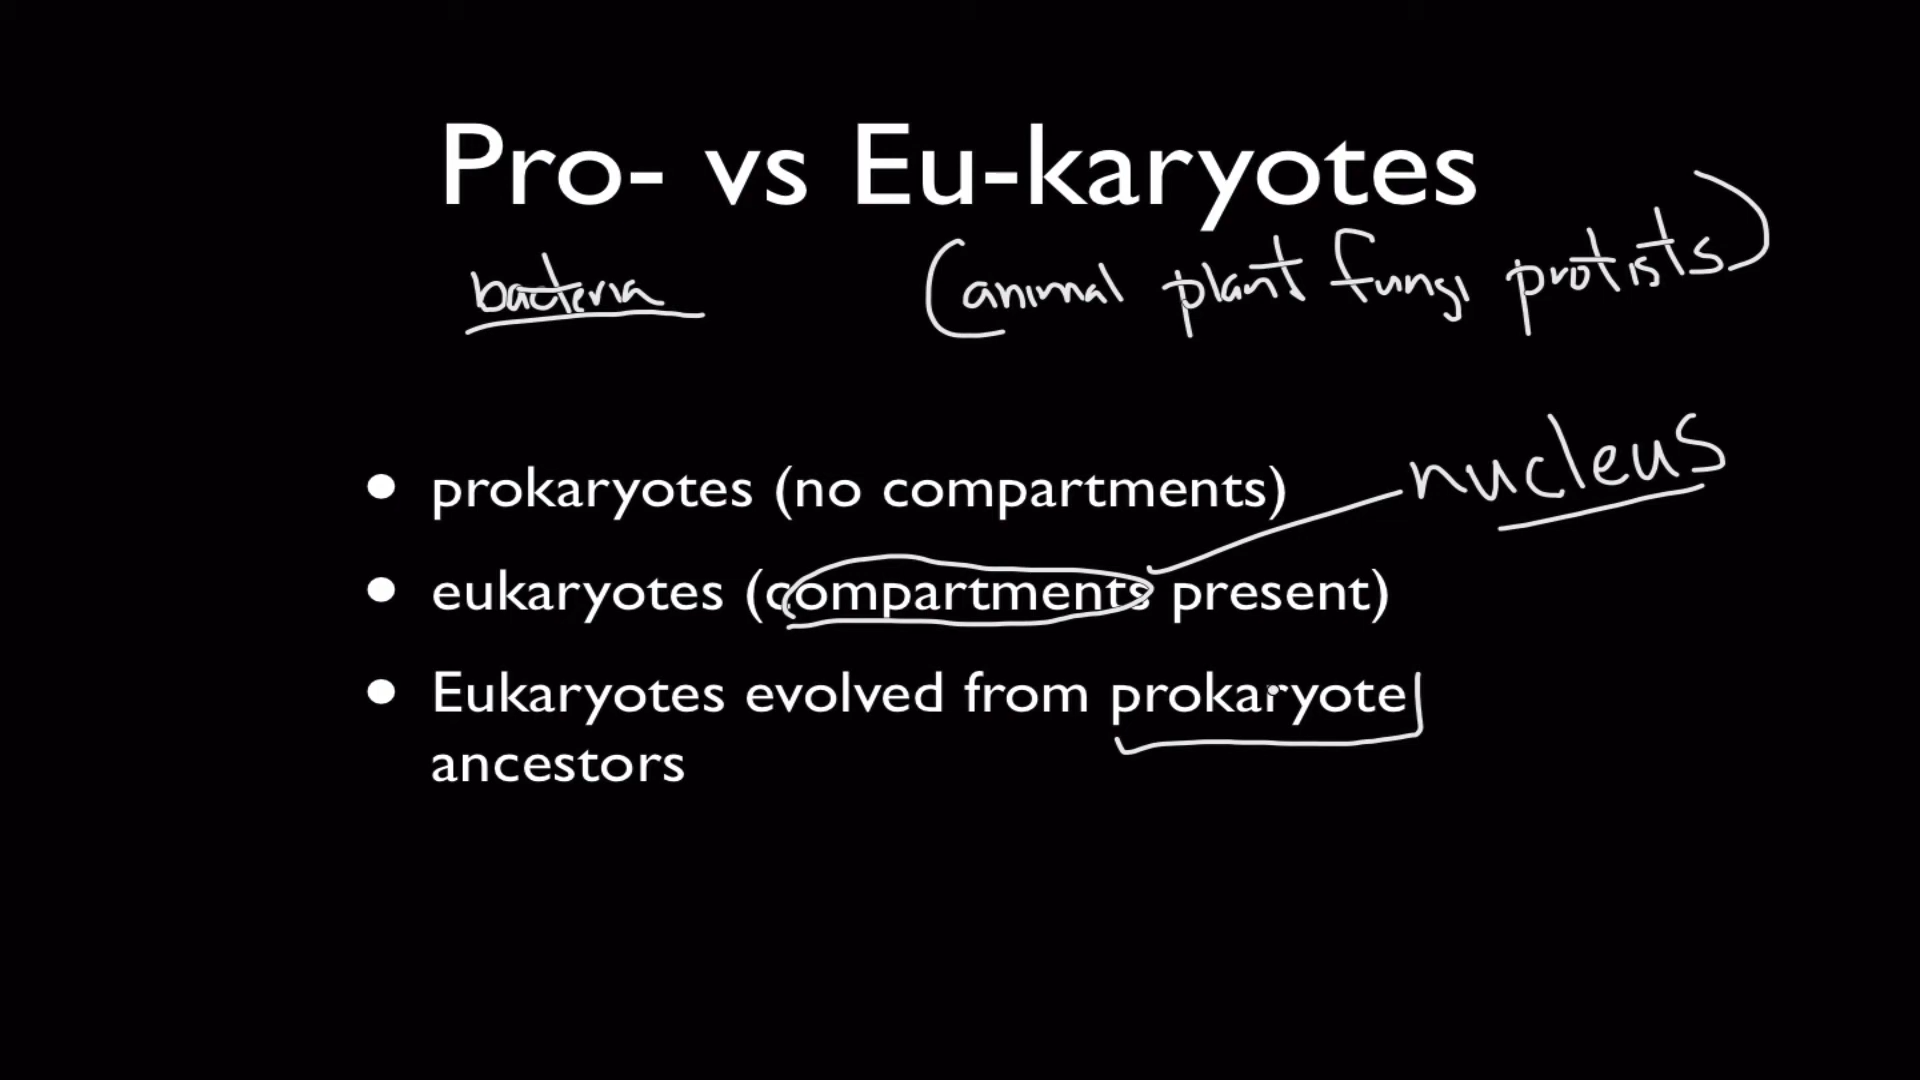 Pro- vs Eu-karyotes
bacteria (animal plant fungi protists)
nucleus
• prokaryotes (no compartments)
• eukaryotes (compartments present)
• Eukaryotes evolved from prokaryote
ancestors